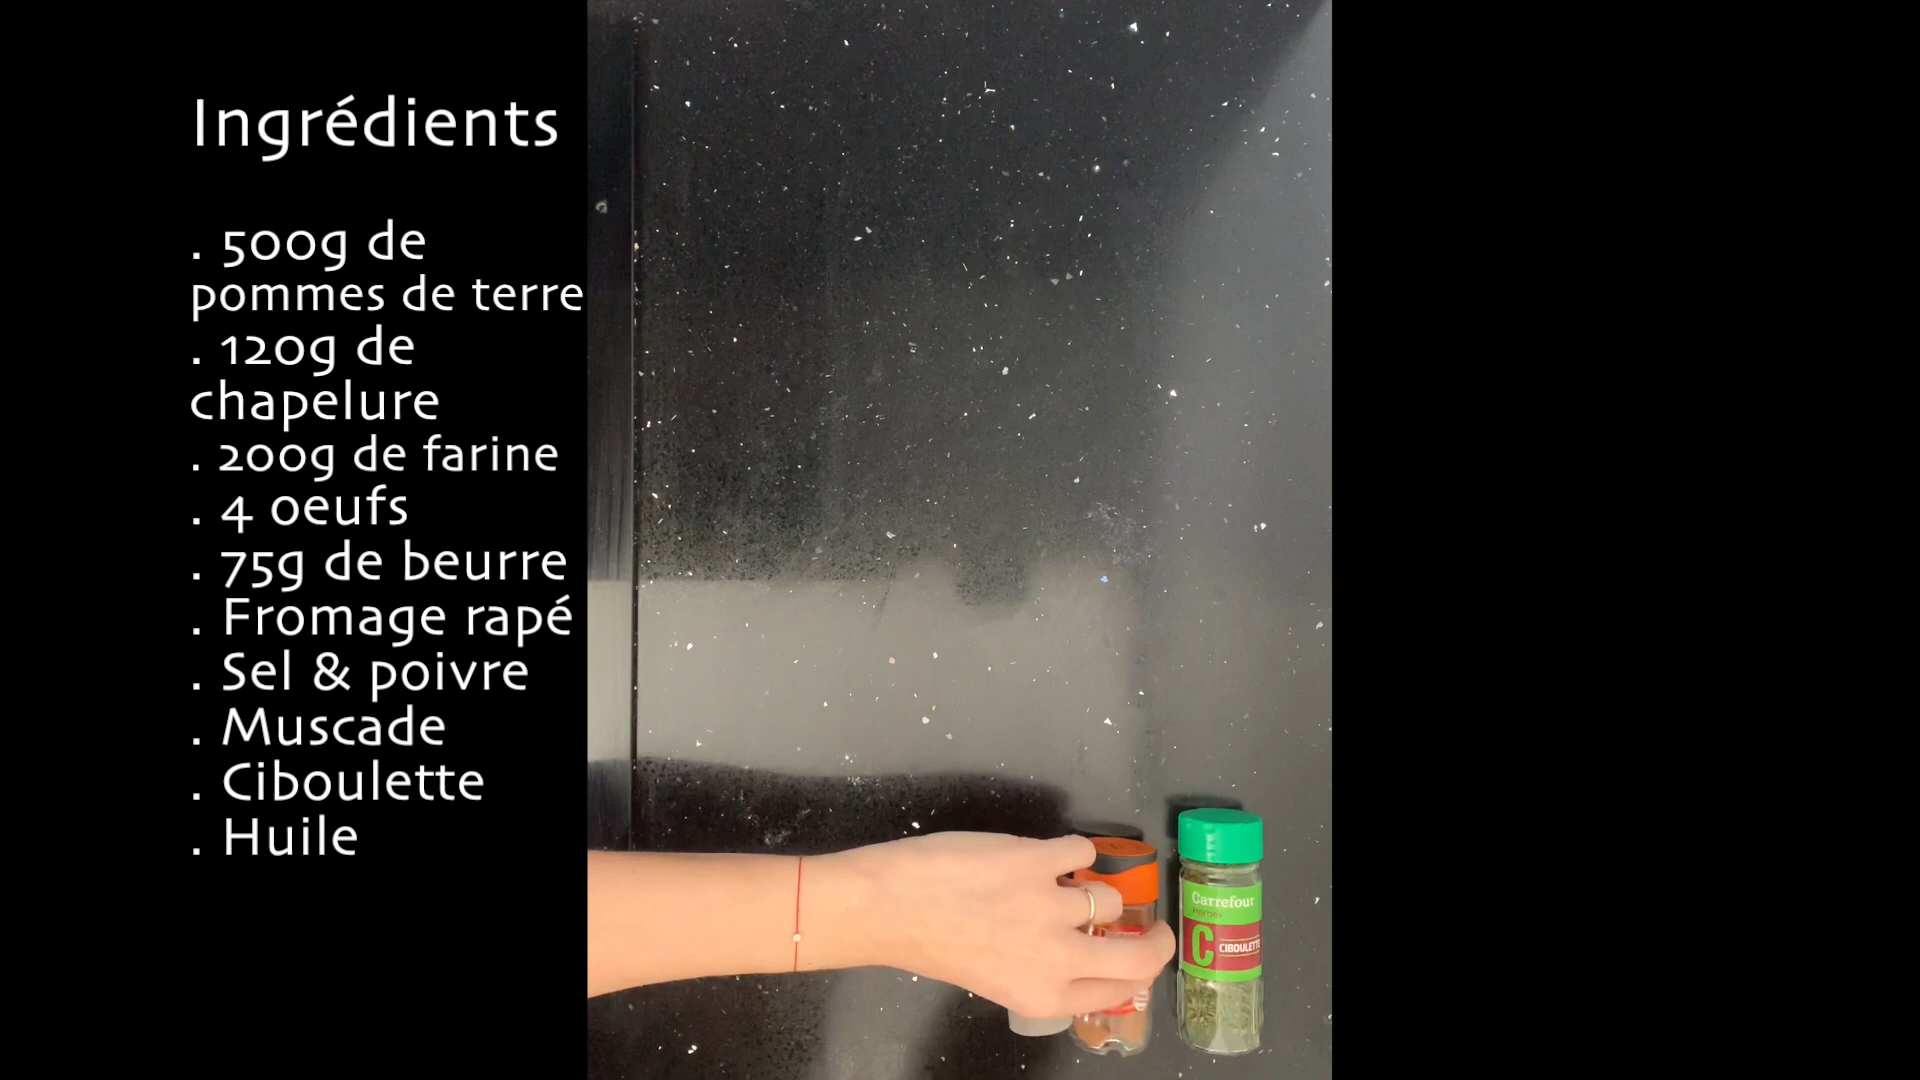 Ingrédients
. 500g de
pommes de terre
. 120g de
chapelure
. 200g de farine
. 4 oeufs
. 75g de beurre
. Fromage rapé
. Sel & poivre
. Muscade
. Ciboulette
. Huile
Carrefour
Herbes
C
CIBOULETTE